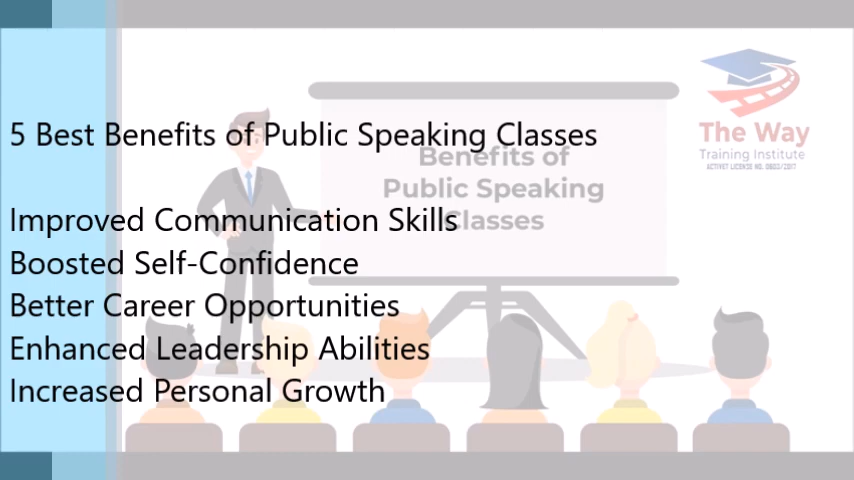 5 Best Benefits of Public Speaking Classes
Benefits of
Public Speaking
Classes
The Way
Training Institute
Improved Communication Skills
Boosted Self-Confidence
Better Career Opportunities
Enhanced Leadership Abilities
Increased Personal Growth